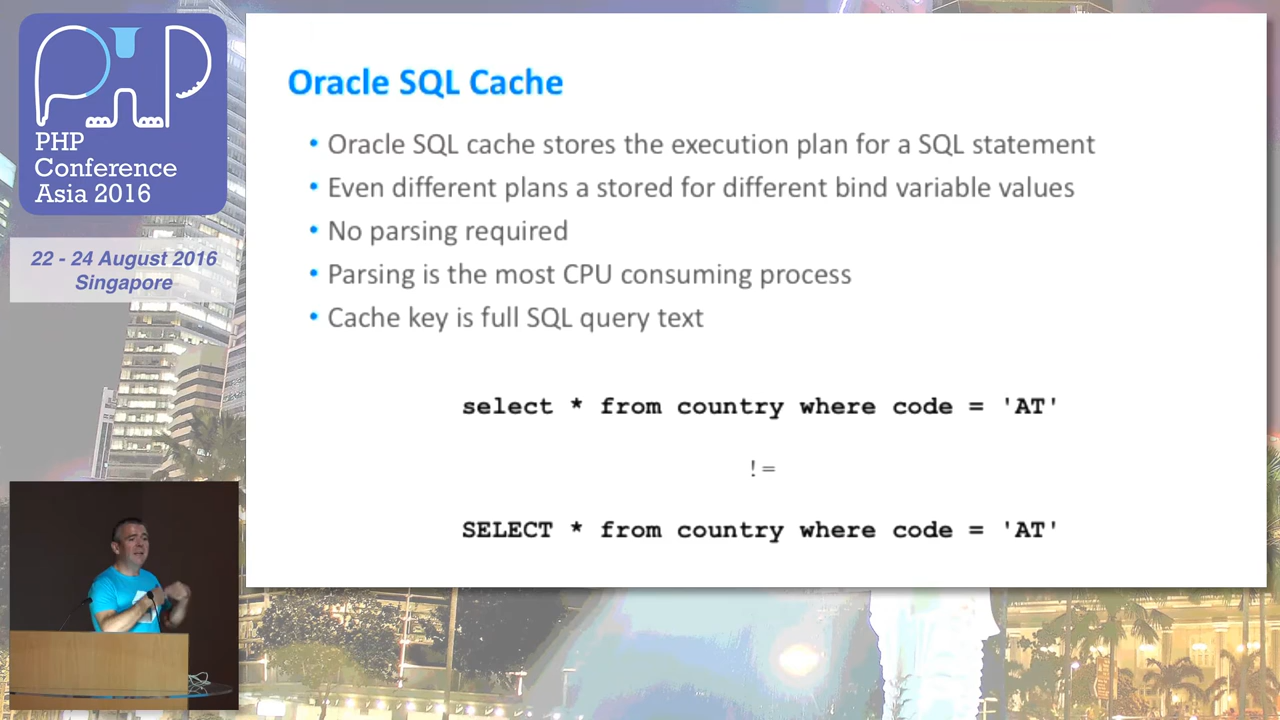 PHP
PHP
Conference
Asia 2016
22 - 24 August 2016
Singapore
Oracle SQL Cache
• Oracle SQL cache stores the execution plan for a SQL statement
• Even different plans a stored for different bind variable values
• No parsing required
• Parsing is the most CPU consuming process
• Cache key is full SQL query text
select * from country where code = 'AT'
!=
SELECT * from country where code = 'AT'